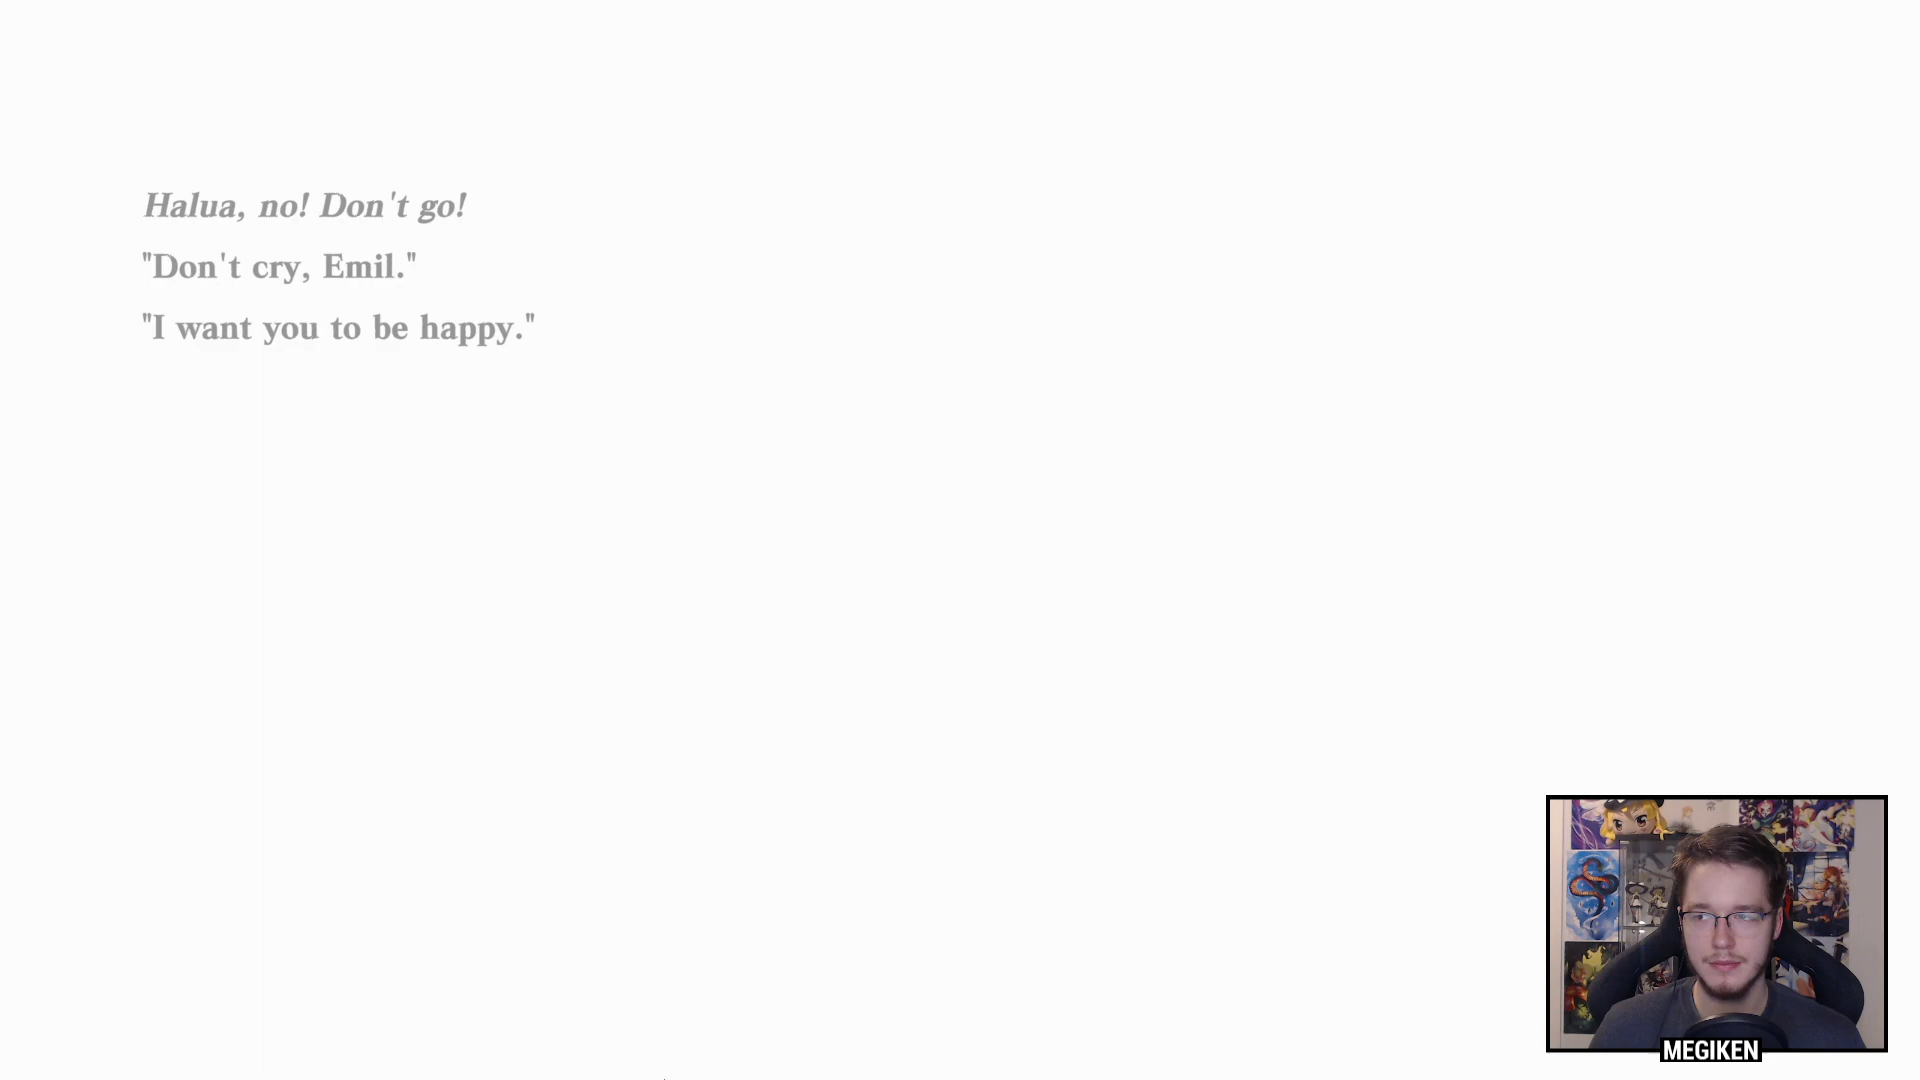 Halua, no! Don't go!
"Don't cry, Emil."
"I want you to be happy."
MEGIKEN